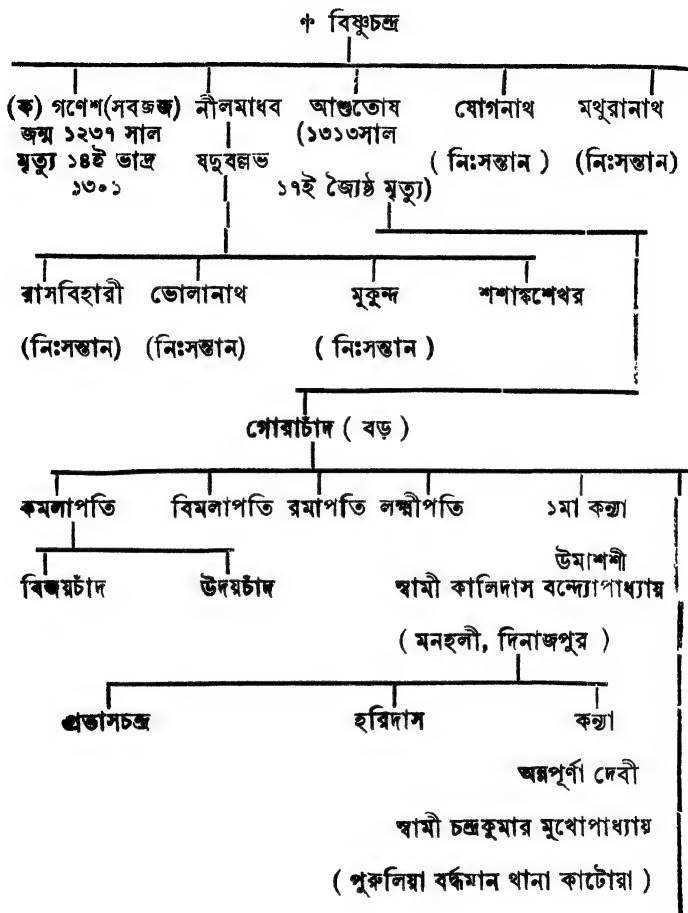 বিষ্ণুচন্দ্র
(ক) গণেশ(সবজজ) নীলমাধব আশুতোষ যোগনাথ মথুরানাথ
জন্ম ১২৩৭ সাল (১৩১৩সাল
মৃত্যু ১৪ই ভাদ্র যদুবল্লভ (নিঃসন্তান) (নিঃসন্তান)
১৩০১ ১৭ই জ্যৈষ্ঠ মৃত্যু)
রাসবিহারী ভোলানাথ মুকুন্দ শশাঙ্কশেখর
(নিঃসন্তান) (নিঃসন্তান) (নিঃসন্তান)
গোরাচাঁদ (বড়)
কমলাপতি বিমলাপতি রমাপতি লক্ষ্মীপতি ১মা কন্যা
উমাশশী
বিজয়চাঁদ উদয়চাঁদ স্বামী কালিদাস বন্দ্যোপাধ্যায়
(মনহলী, দিনাজপুর)
প্রভাসচন্দ্র হরিদাস কন্যা
অন্নপূর্ণা দেবী
স্বামী চন্দ্রকুমার মুখোপাধ্যায়
(পুরুলিয়া বর্দ্ধমান থানা কাটোয়া)